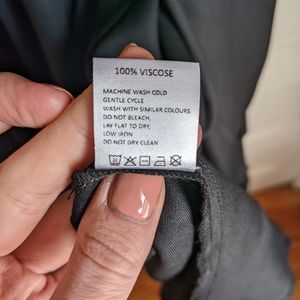 100% VISCOSE
MACHINE WASH COLD
GENTLE CYCLE
WASH WITH SIMILAR COLOURS
DO NOT BLEACH,
LAY FLAT TO DRY,
LOW IRON
DO NOT DRY CLEAN